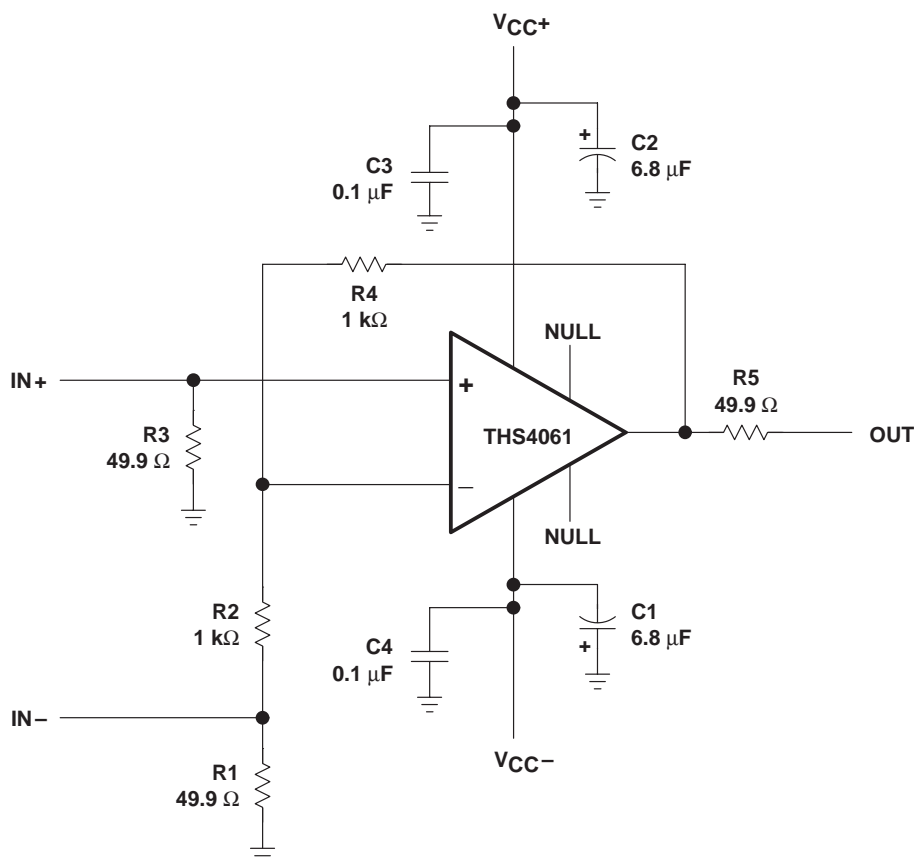 VCC+
C3
0.1 μF
+
C2
6.8 μF
R4
1 kΩ
NULL
IN+
+
R5
49.9 Ω
R3
49.9 Ω
THS4061
OUT
−
NULL
R2
1 kΩ
C4
0.1 μF
C1
6.8 μF
+
IN−
VCC−
R1
49.9 Ω